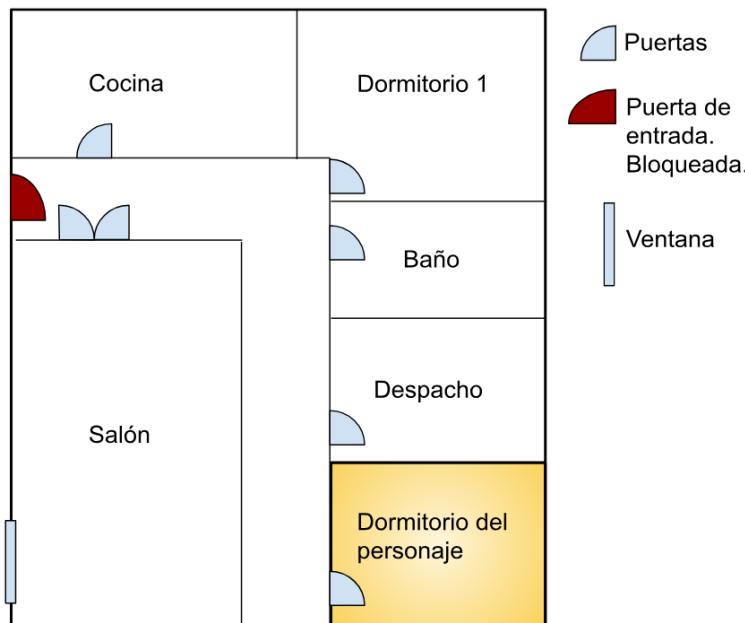 Cocina
Dormitorio 1
Baño
Despacho
Salón
Dormitorio del
personaje
Puertas
Puerta de
entrada.
Bloqueada.
Ventana